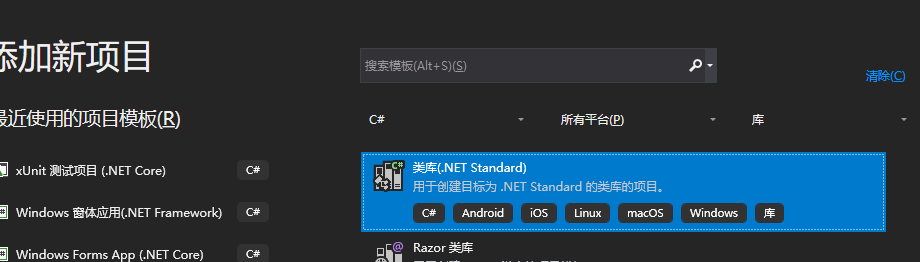 添加新项目
搜索模板(Alt+S)(S)
清除(C)
最近使用的项目模板(R)
C#
所有平台(P)
库
xUnit 测试项目 (.NET Core)
C#
Windows 窗体应用(.NET Framework)
C#
Windows Forms App (.NET Core)
C#
类库(.NET Standard)
用于创建目标为 .NET Standard 的类库的项目。
C# Android iOS Linux macOS Windows 库
Razor 类库